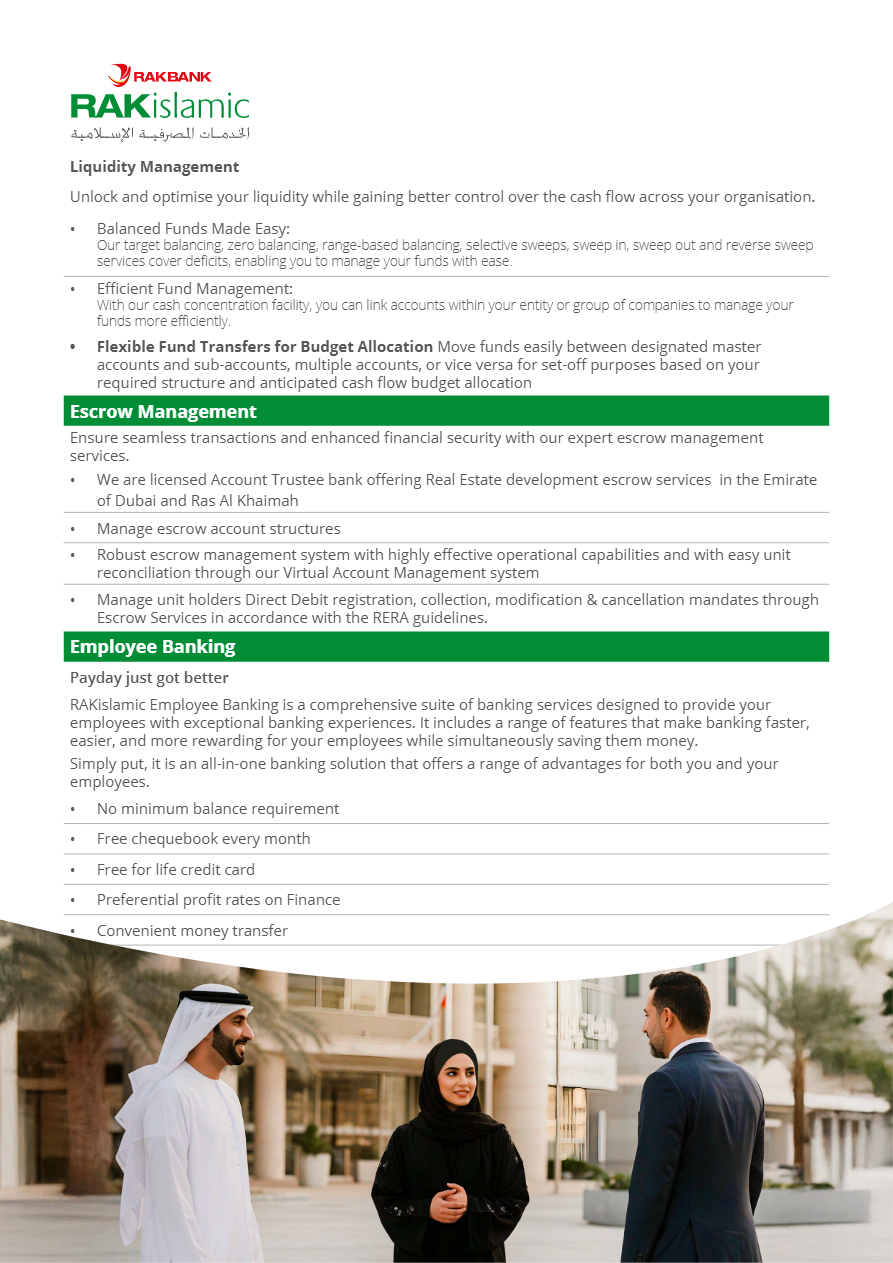 RAKBANK
RAKislamic
الخدمات المصرفية الإسلامية
Liquidity Management
Unlock and optimise your liquidity while gaining better control over the cash flow across your organisation.
• Balanced Funds Made Easy:
Our target balancing, zero balancing, range-based balancing, selective sweeps, sweep in, sweep out and reverse sweep
services cover deficits, enabling you to manage your funds with ease.
• Efficient Fund Management:
With our cash concentration facility, you can link accounts within your entity or group of companies to manage your
funds more efficiently.
• Flexible Fund Transfers for Budget Allocation Move funds easily between designated master
accounts and sub-accounts, multiple accounts, or vice versa for set-off purposes based on your
required structure and anticipated cash flow budget allocation
Escrow Management
Ensure seamless transactions and enhanced financial security with our expert escrow management
services.
• We are licensed Account Trustee bank offering Real Estate development escrow services in the Emirate
of Dubai and Ras Al Khaimah
• Manage escrow account structures
• Robust escrow management system with highly effective operational capabilities and with easy unit
reconciliation through our Virtual Account Management system
• Manage unit holders Direct Debit registration, collection, modification & cancellation mandates through
Escrow Services in accordance with the RERA guidelines.
Employee Banking
Payday just got better
RAKislamic Employee Banking is a comprehensive suite of banking services designed to provide your
employees with exceptional banking experiences. It includes a range of features that make banking faster,
easier, and more rewarding for your employees while simultaneously saving them money.
Simply put, it is an all-in-one banking solution that offers a range of advantages for both you and your
employees.
• No minimum balance requirement
• Free chequebook every month
• Free for life credit card
• Preferential profit rates on Finance
• Convenient money transfer